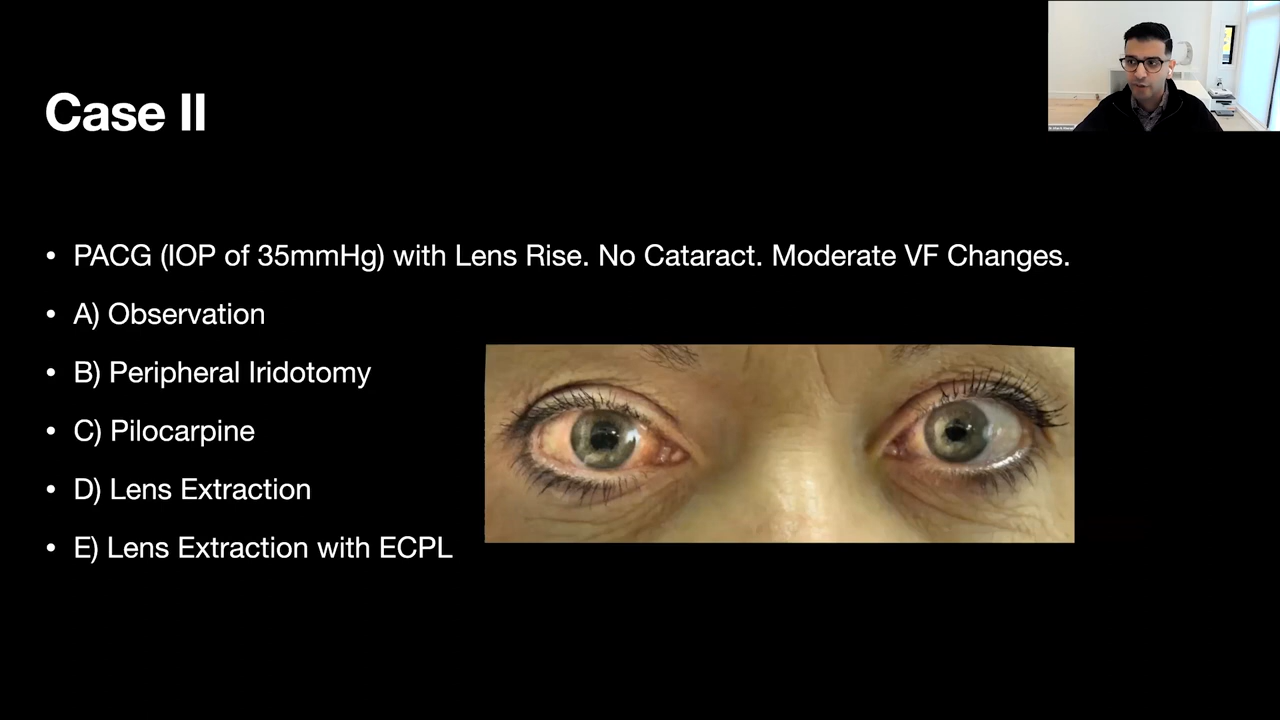 Case II
• PACG (IOP of 35mmHg) with Lens Rise. No Cataract. Moderate VF Changes.
• A) Observation
• B) Peripheral Iridotomy
• C) Pilocarpine
• D) Lens Extraction
• E) Lens Extraction with ECPL